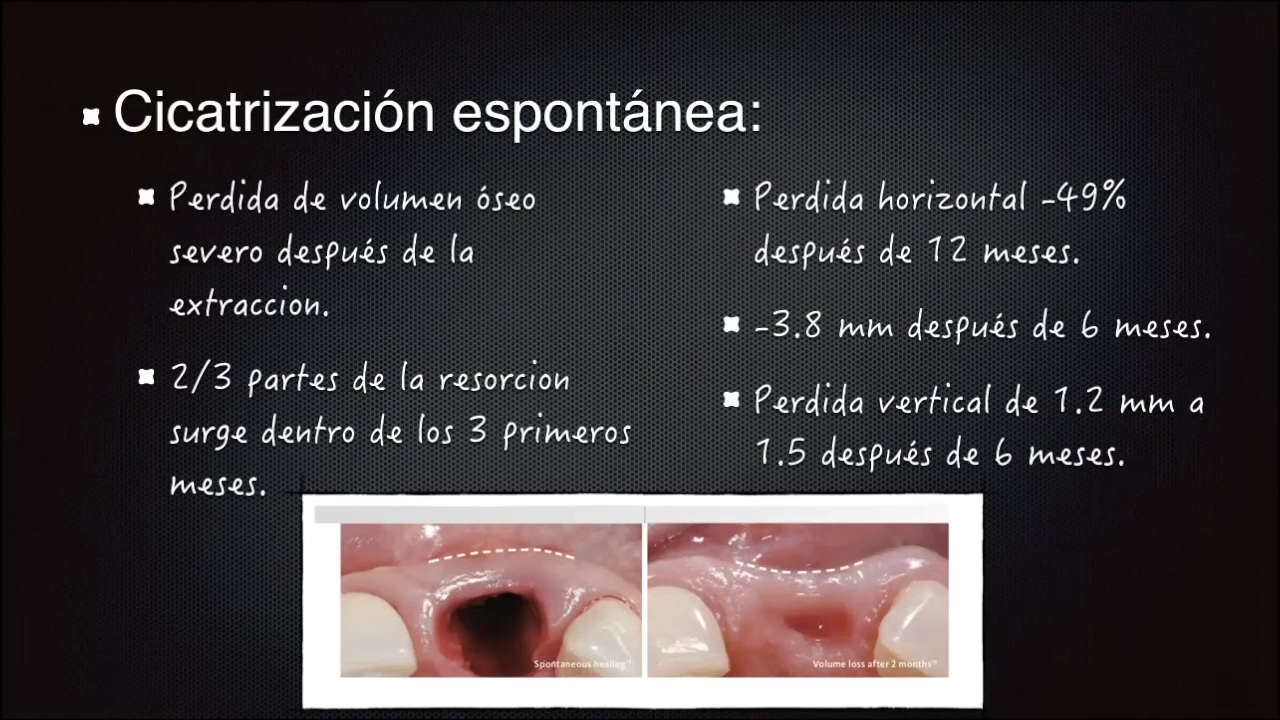 Cicatrización espontánea:
Perdida de volumen óseo
severo después de la
extraccion.
2/3 partes de la resorcion
surge dentro de los 3 primeros
meses.
Perdida horizontal -49%
después de 12 meses.
-3.8 mm después de 6 meses.
Perdida vertical de 1.2 mm a
1.5 después de 6 meses.
Spontaneous healing
Volume loss after 2 months